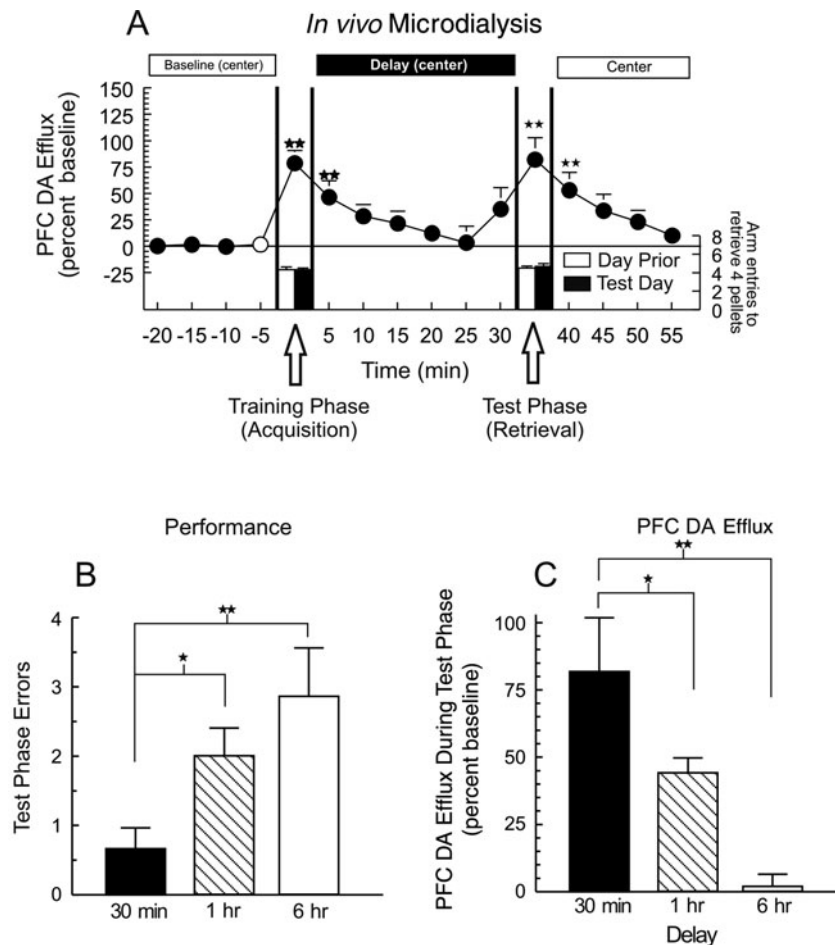 A
In vivo Microdialysis
Baseline (center)
Delay (center)
Center
PFC DA Efflux
(percent baseline)
150
125
100
75
50
25
0
-25
★★
★★
★★
★★
8
6
4
2
0
Arm entries to
retrieve 4 pellets
Day Prior
Test Day
-20 -15 -10 -5 5 10 15 20 25 30 40 45 50 55
Time (min)
Training Phase
(Acquisition)
Test Phase
(Retrieval)
Performance
B
Test Phase Errors
4
3
2
1
0
★★
★
30 min 1 hr 6 hr
PFC DA Efflux
C
PFC DA Efflux During Test Phase
(percent baseline)
100
75
50
25
0
★★
★
30 min 1 hr 6 hr
Delay